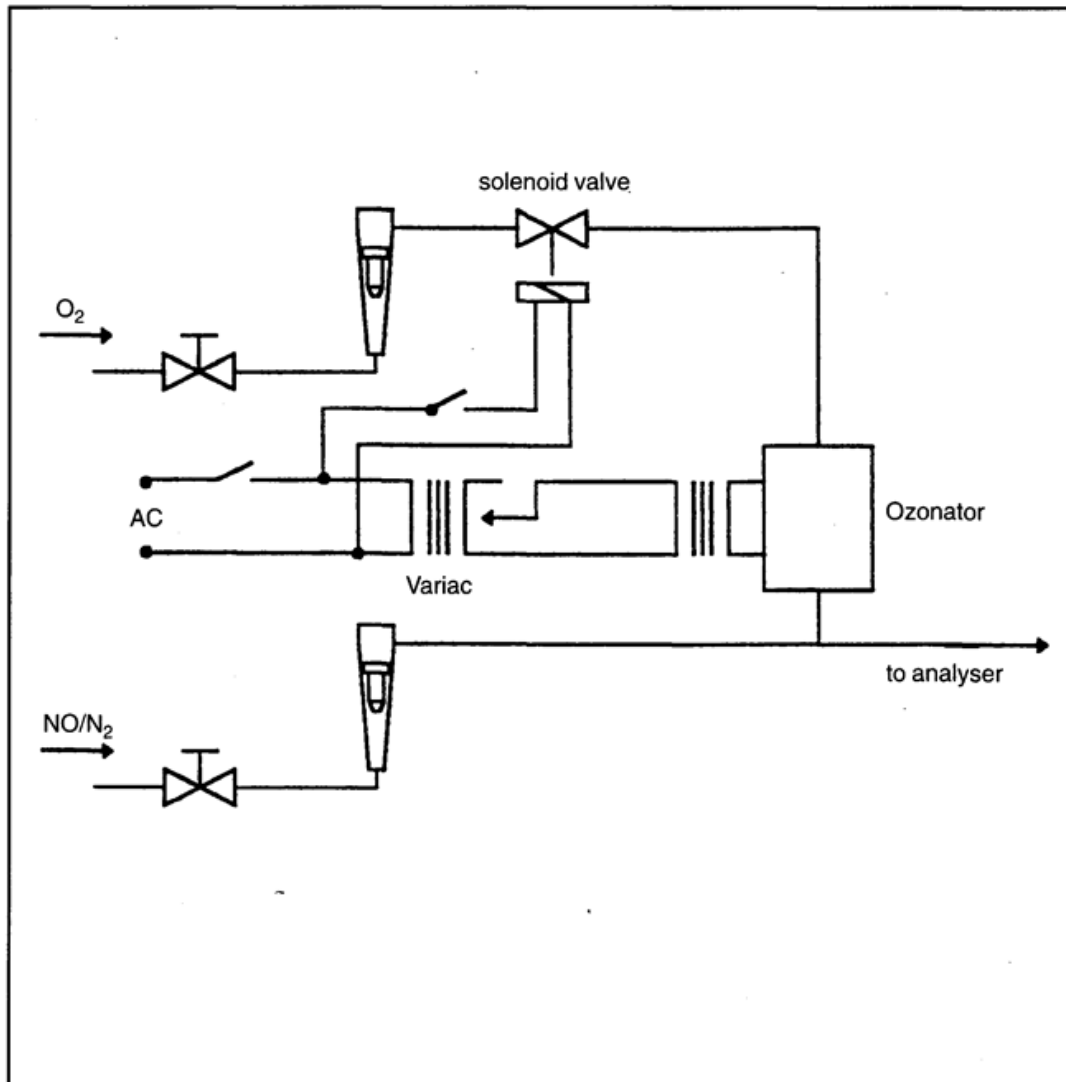 solenoid valve
O₂
AC
Ozonator
Variac
to analyser
NO/N₂